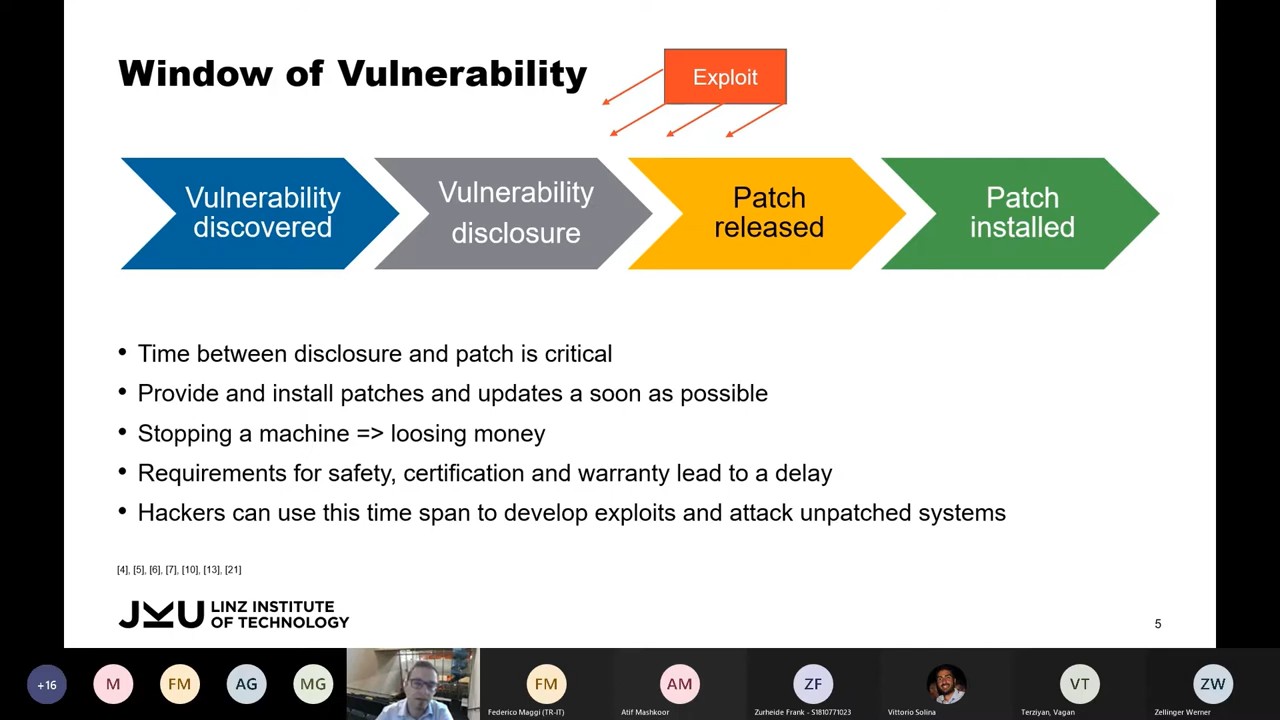 Window of Vulnerability
Exploit
Vulnerability
discovered
Vulnerability
disclosure
Patch
released
Patch
installed
• Time between disclosure and patch is critical
• Provide and install patches and updates a soon as possible
• Stopping a machine => loosing money
• Requirements for safety, certification and warranty lead to a delay
• Hackers can use this time span to develop exploits and attack unpatched systems
[4], [5], [6], [7], [10], [13], [21]
JKU LINZ INSTITUTE
OF TECHNOLOGY
5
+16
M
FM
AG
MG
FM
Federico Maggi (TR-IT)
AM
Atif Mashkoor
ZF
Zurheide Frank - S1810771023
Vittorio Solina
VT
Terziyan, Vagan
ZW
Zellinger Werner